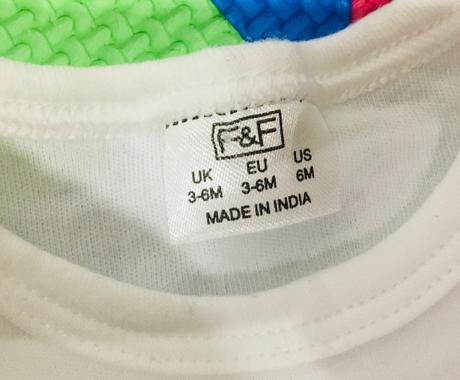 F&F
UK EU US
3-6M 3-6M 6M
MADE IN INDIA